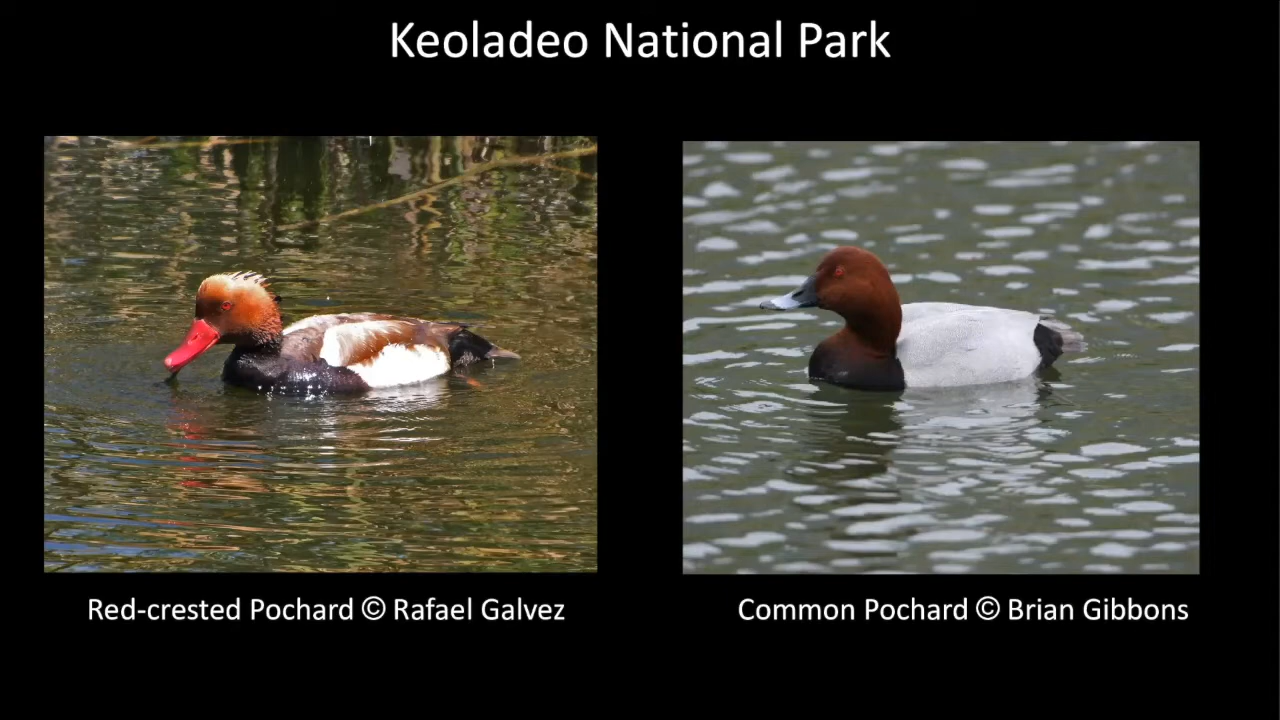 Keoladeo National Park
Red-crested Pochard © Rafael Galvez
Common Pochard © Brian Gibbons